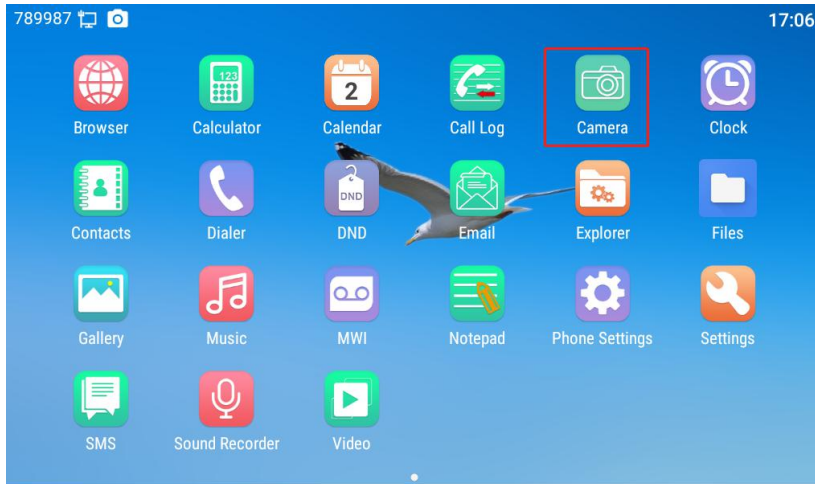 789987
17:06
123
2
Browser Calculator Calendar Call Log Camera Clock
DND
Contacts Dialer DND Email Explorer Files
Gallery Music MWI Notepad Phone Settings Settings
SMS Sound Recorder Video